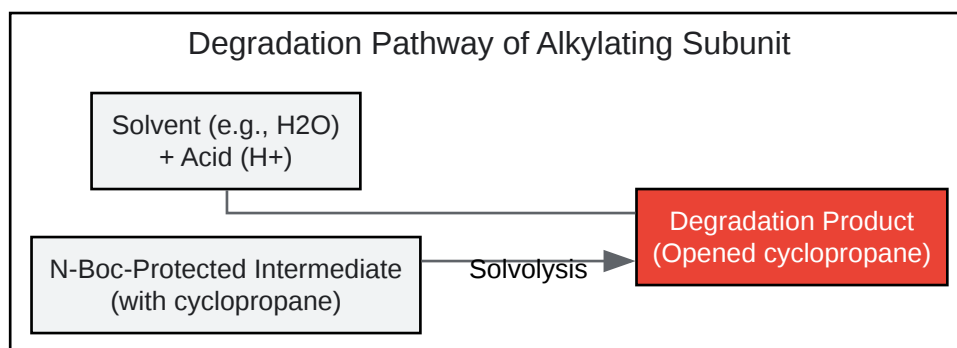 Degradation Pathway of Alkylating Subunit
Solvent (e.g., H2O)
+ Acid (H+)
Degradation Product
(Opened cyclopropane)
N-Boc-Protected Intermediate
(with cyclopropane)
Solvolysis